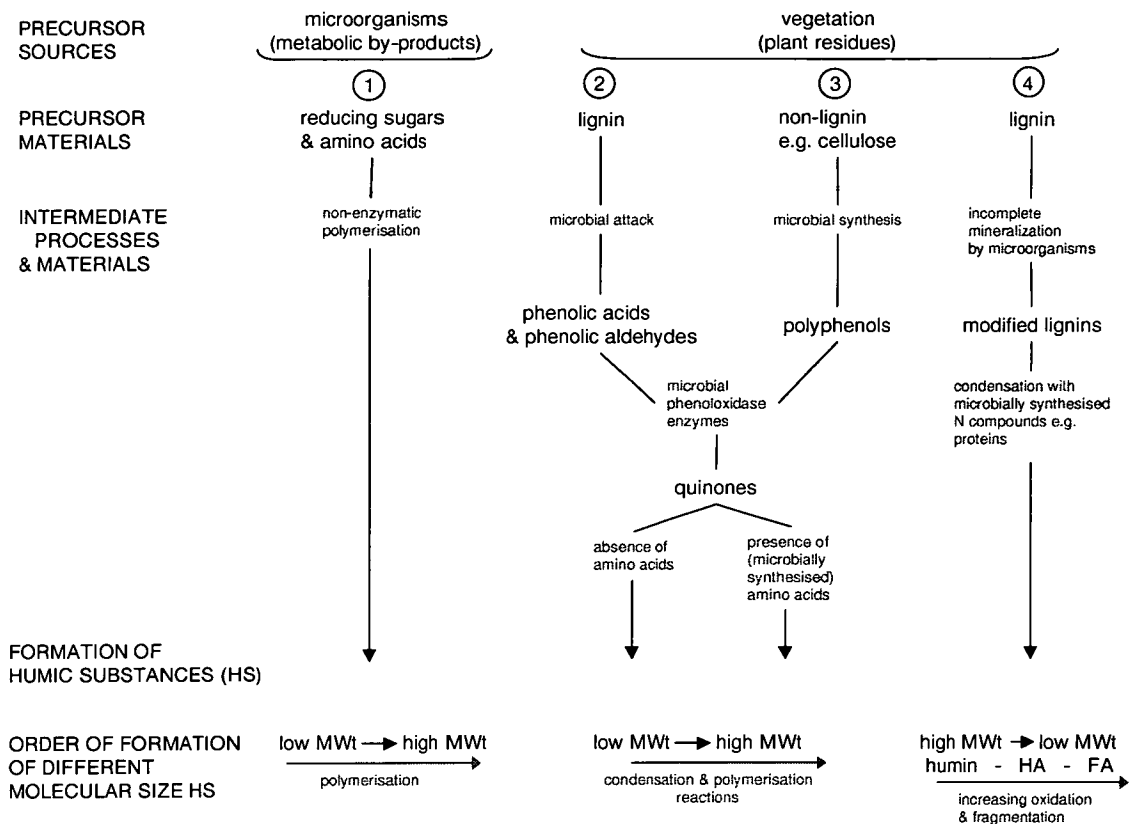 PRECURSOR
SOURCES
microorganisms
(metabolic by-products)
vegetation
(plant residues)
1
2
3
4
PRECURSOR
MATERIALS
reducing sugars
& amino acids
lignin
non-lignin
e.g. cellulose
lignin
INTERMEDIATE
PROCESSES
& MATERIALS
non-enzymatic
polymerisation
microbial attack
microbial synthesis
incomplete
mineralization
by microorganisms
phenolic acids
& phenolic aldehydes
polyphenols
modified lignins
microbial
phenoloxidase
enzymes
condensation with
microbially synthesised
N compounds e.g.
proteins
quinones
absence of
amino acids
presence of
(microbially
synthesised)
amino acids
FORMATION OF
HUMIC SUBSTANCES (HS)
ORDER OF FORMATION
OF DIFFERENT
MOLECULAR SIZE HS
low MWt → high MWt
polymerisation
low MWt → high MWt
condensation & polymerisation
reactions
high MWt → low MWt
humin - HA - FA
increasing oxidation
& fragmentation